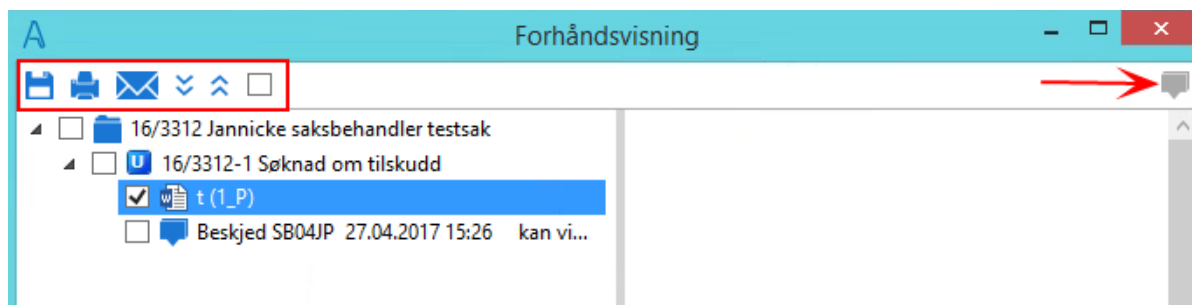 Forhåndsvisning
16/3312 Jannicke saksbehandler testsak
U 16/3312-1 Søknad om tilskudd
t (1_P)
Beskjed SB04JP 27.04.2017 15:26 kan vi...